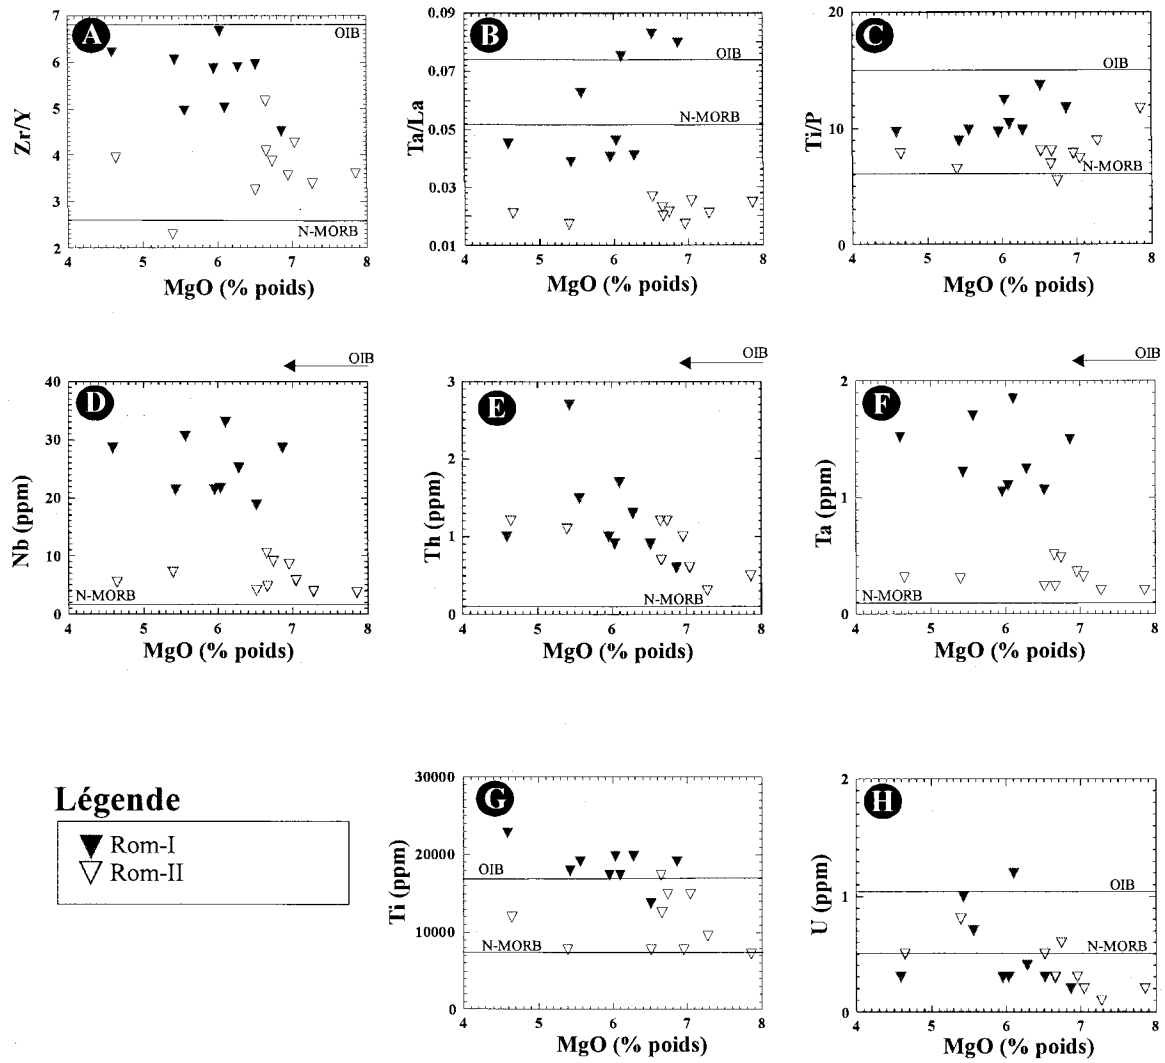 A
7
6
5
4
3
2
Zr/Y
OIB
N-MORB
4 5 6 7 8
MgO (% poids)
B
0.09
0.07
0.05
0.03
0.01
Ta/La
OIB
N-MORB
4 5 6 7 8
MgO (% poids)
C
20
15
10
5
0
Ti/P
OIB
N-MORB
4 5 6 7 8
MgO (% poids)
OIB
D
40
30
20
10
0
Nb (ppm)
N-MORB
4 5 6 7 8
MgO (% poids)
OIB
E
3
2
1
0
Th (ppm)
N-MORB
4 5 6 7 8
MgO (% poids)
OIB
F
2
1
0
Ta (ppm)
N-MORB
4 5 6 7 8
MgO (% poids)
Légende
Rom-I
Rom-II
G
30000
20000
10000
0
Ti (ppm)
OIB
N-MORB
4 5 6 7 8
MgO (% poids)
H
2
1
0
U (ppm)
OIB
N-MORB
4 5 6 7 8
MgO (% poids)